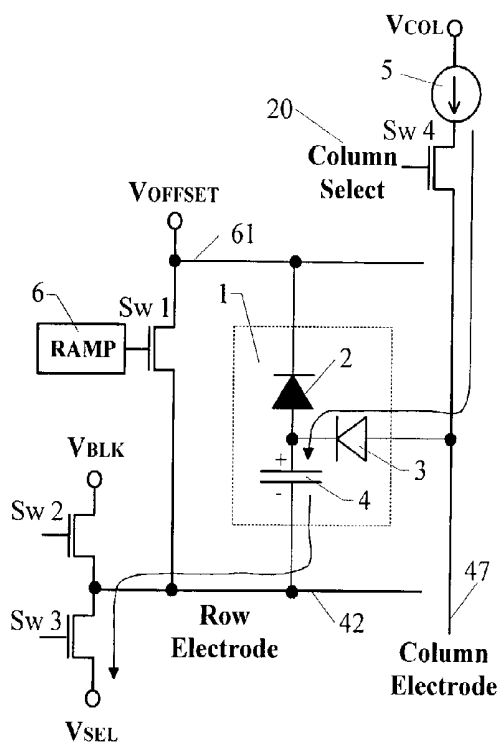 VCOL
5
20
Sw 4
Column
Select
VOFFSET
61
6
Sw 1
1
RAMP
2
VBLK
+
3
Sw 2
-
4
Sw 3
Row
Electrode
42
47
Column
Electrode
VSEL